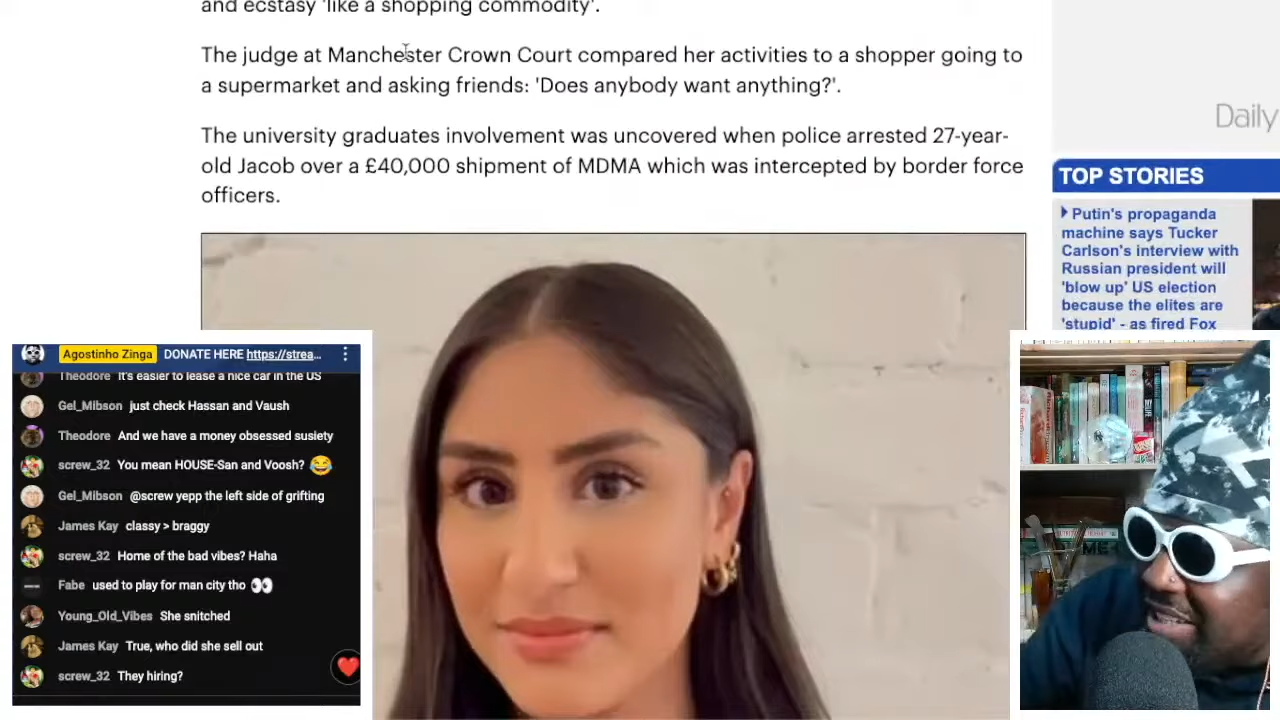 and ecstasy 'like a shopping commodity'.
The judge at Manchester Crown Court compared her activities to a shopper going to
a supermarket and asking friends: 'Does anybody want anything?'.
The university graduates involvement was uncovered when police arrested 27-year-
old Jacob over a £40,000 shipment of MDMA which was intercepted by border force
officers.
Daily
TOP STORIES
Putin's propaganda
machine says Tucker
Carlson's interview with
Russian president will
'blow up' US election
because the elites are
'stupid' - as fired Fox
Agostinho Zinga DONATE HERE https://strea...
Theodore It's easier to lease a nice car in the US
Gel_Mibson just check Hassan and Vaush
Theodore And we have a money obsessed susiety
screw_32 You mean HOUSE-San and Voosh? 😂
Gel_Mibson @screw yepp the left side of grifting
James Kay classy > braggy
screw_32 Home of the bad vibes? Haha
Fabe used to play for man city tho 👀
Young_Old_Vibes She snitched
James Kay True, who did she sell out
screw_32 They hiring?